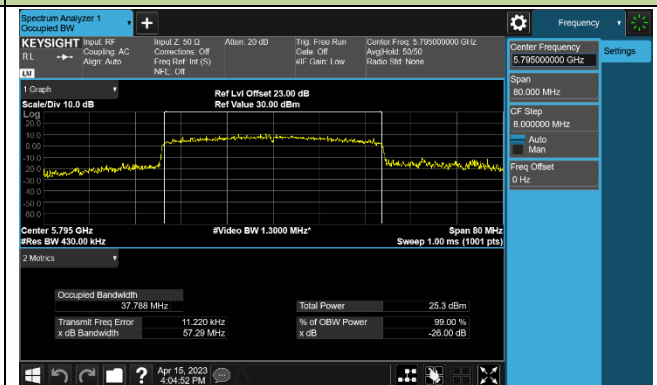 Spectrum Analyzer 1
Occupied BW
Frequency
KEYSIGHT
RL
LXI
Input: RF
Coupling: AC
Align: Auto
Input Z: 50 Ω
Corrections: Off
Freq Ref: Int (S)
NFE: Off
Atten: 20 dB
Trig: Free Run
Gate: Off
#IF Gain: Low
Center Freq: 5.795000000 GHz
Avg|Hold: 50/50
Radio Std: None
Center Frequency
5.795000000 GHz
Settings
Span
80.000 MHz
CF Step
8.000000 MHz
Auto
Man
Freq Offset
0 Hz
1 Graph
Scale/Div 10.0 dB
Ref Lvl Offset 23.00 dB
Ref Value 30.00 dBm
Log
20.0
10.0
0.00
-10.0
-20.0
-30.0
-40.0
-50.0
-60.0
Center 5.795 GHz
#Video BW 1.3000 MHz*
Span 80 MHz
#Res BW 430.00 kHz
Sweep 1.00 ms (1001 pts)
2 Metrics
Occupied Bandwidth
37.788 MHz
Total Power 25.3 dBm
Transmit Freq Error 11.220 kHz
% of OBW Power 99.00 %
x dB Bandwidth 57.29 MHz
x dB -26.00 dB
?
Apr 15, 2023
4:04:52 PM